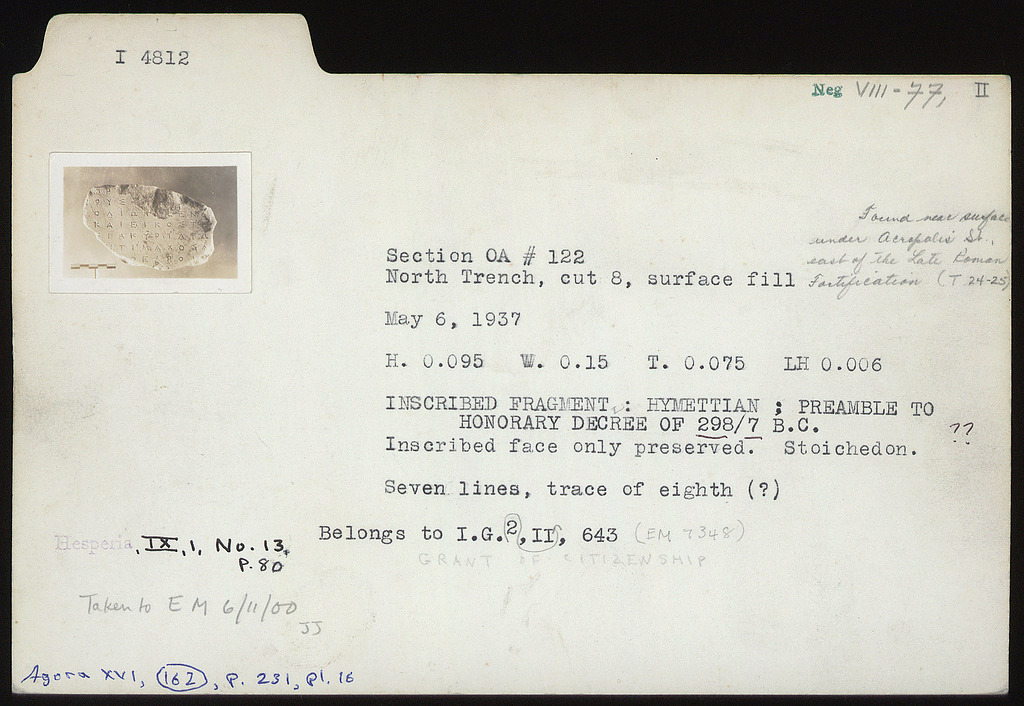 I 4812
Neg VIII-77, II
Found near surface
under Acropolis St.,
east of the Late Roman
Fortification (T 24-25)
Section OA # 122
North Trench, cut 8, surface fill
May 6, 1937
H. 0.095 W. 0.15 T. 0.075 LH 0.006
INSCRIBED FRAGMENT : HYMETTIAN ; PREAMBLE TO
HONORARY DECREE OF 298/7 B.C. ??
Inscribed face only preserved. Stoichedon.
Seven lines, trace of eighth (?)
Belongs to I.G.², II, 643 (EM 7348)
GRANT OF CITIZENSHIP
Hesperia, IX, 1, No. 13,
P. 80
Taken to EM 6/11/00
JJ
Agora XVI, 162, P. 231, pl. 16